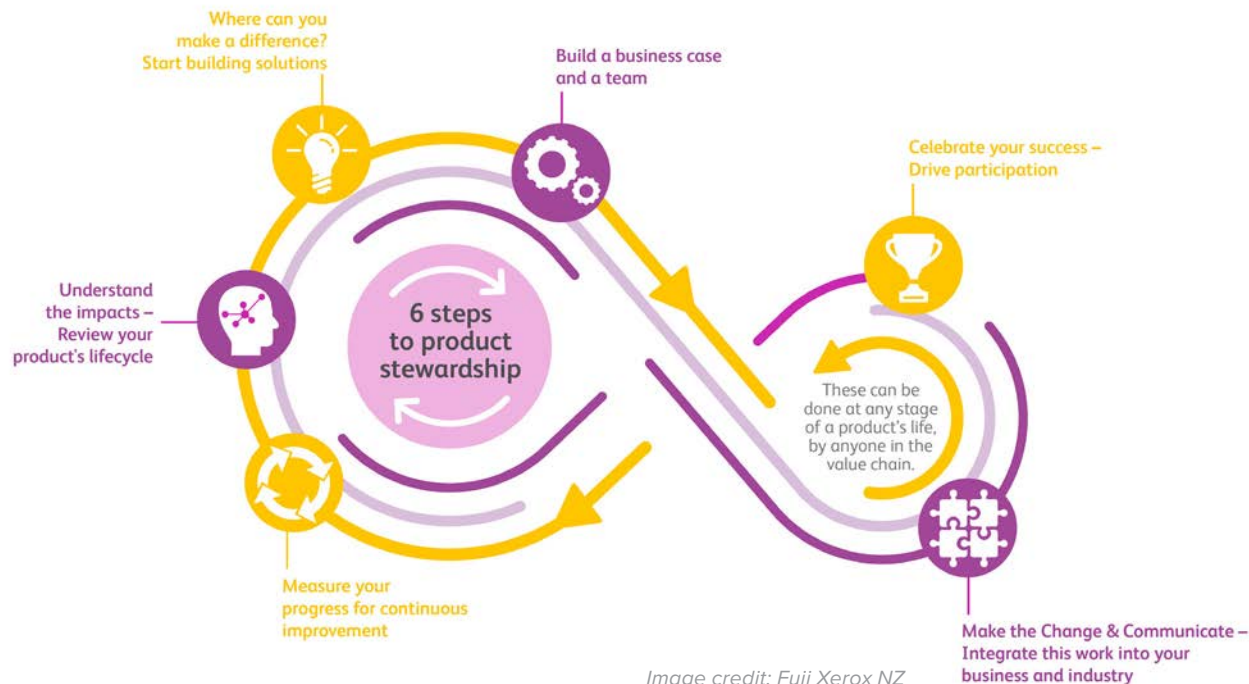 Where can you
make a difference?
Start building solutions
Build a business case
and a team
Celebrate your success –
Drive participation
Understand
the impacts –
Review your
product's lifecycle
6 steps
to product
stewardship
These can be
done at any stage
of a product's life,
by anyone in the
value chain.
Measure your
progress for continuous
improvement
Make the Change & Communicate –
Integrate this work into your
business and industry
Image credit: Fuji Xerox NZ